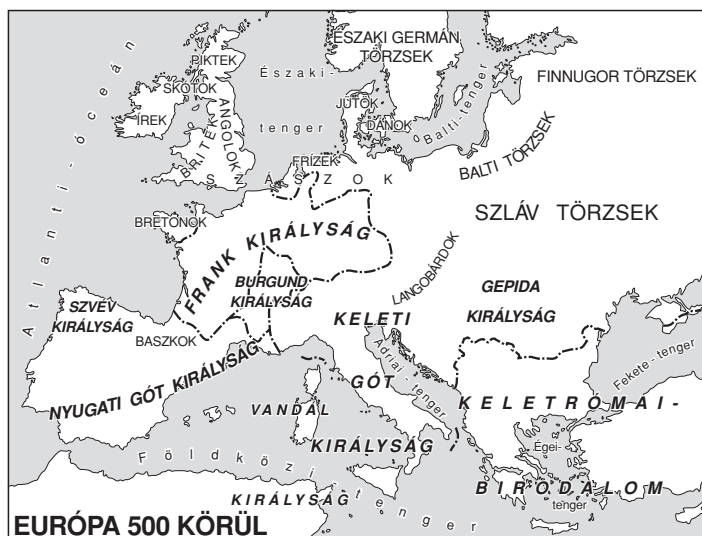 ÉSZAKI GERMÁN
TÖRZSEK
PIKTEK
Északi-
FINNUGOR TÖRZSEK
SKÓTOK
ÍREK
ANGOLOK
BRITEK
JÜTÖK
DÁNOK
tenger
Balti-tenger
BALTI TÖRZSEK
FRÍZEK
SZÁSZOK
Atlanti-óceán
BRETONOK
SZLÁV TÖRZSEK
FRANK KIRÁLYSÁG
LANGOBÁRDOK
BURGUND
KIRÁLYSÁG
GEPIDA
KIRÁLYSÁG
SZVÉV
KIRÁLYSÁG
BASZKOK
KELETI
Adriai-tenger
Fekete-tenger
NYUGATI GÓT KIRÁLYSÁG
GÓT
VANDÁL
KELETRÓMAI-
KIRÁLYSÁG
Égei-
Földközi-tenger
BIRODALOM
KIRÁLYSÁG
tenger
EURÓPA 500 KÖRÜL